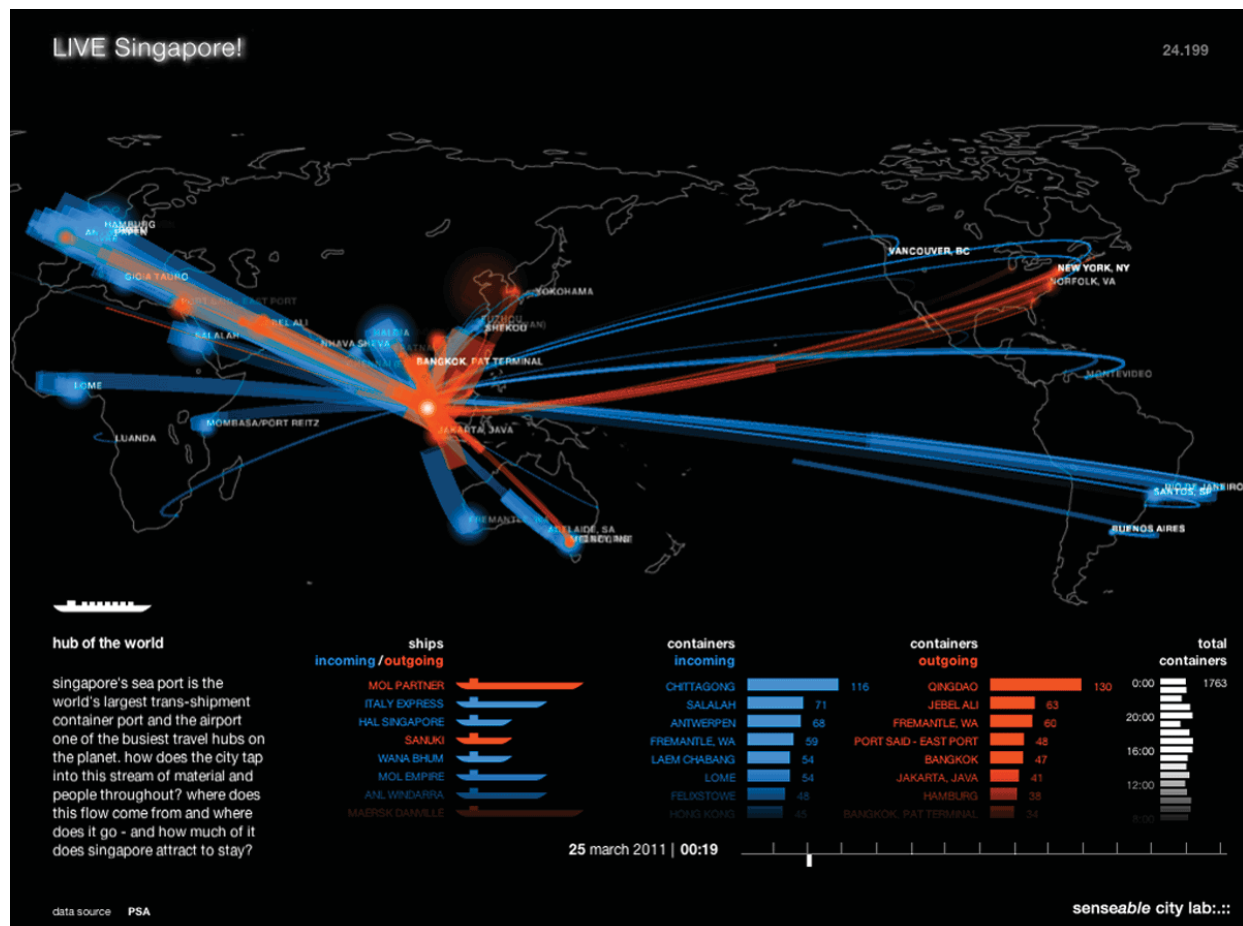 LIVE Singapore!
24.199
HAMBURG
GIOIA TAURO
PORT SAID - EAST PORT
JEBEL ALI
SALALAH
NHAVA SHEVA
HALDIA
YOKOHAMA
SHEKOU
BANGKOK, PAT TERMINAL
VANCOUVER, BC
NEW YORK, NY
NORFOLK, VA
MONTEVIDEO
LOME
LUANDA
MOMBASA/PORT REITZ
JAKARTA, JAVA
FREMANTLE, WA
ADELAIDE, SA
RIO DE JANEIRO
SANTOS, SP
BUENOS AIRES
hub of the world
singapore's sea port is the
world's largest trans-shipment
container port and the airport
one of the busiest travel hubs on
the planet. how does the city tap
into this stream of material and
people throughout? where does
this flow come from and where
does it go - and how much of it
does singapore attract to stay?
ships
incoming / outgoing
MOL PARTNER
ITALY EXPRESS
HAL SINGAPORE
SANUKI
WANA BHUM
MOL EMPIRE
ANL WINDARRA
MAERSK DANVILLE
containers
incoming
CHITTAGONG 116
SALALAH 71
ANTWERPEN 68
FREMANTLE, WA 59
LAEM CHABANG 54
LOME 54
FELIXSTOWE 48
HONG KONG 45
containers
outgoing
QINGDAO 130
JEBEL ALI 63
FREMANTLE, WA 60
PORT SAID - EAST PORT 48
BANGKOK 47
JAKARTA, JAVA 41
HAMBURG 38
BANGKOK, PAT TERMINAL 34
total
containers
0:00 1763
20:00
16:00
12:00
8:00
25 march 2011 | 00:19
data source PSA
senseable city lab:.::